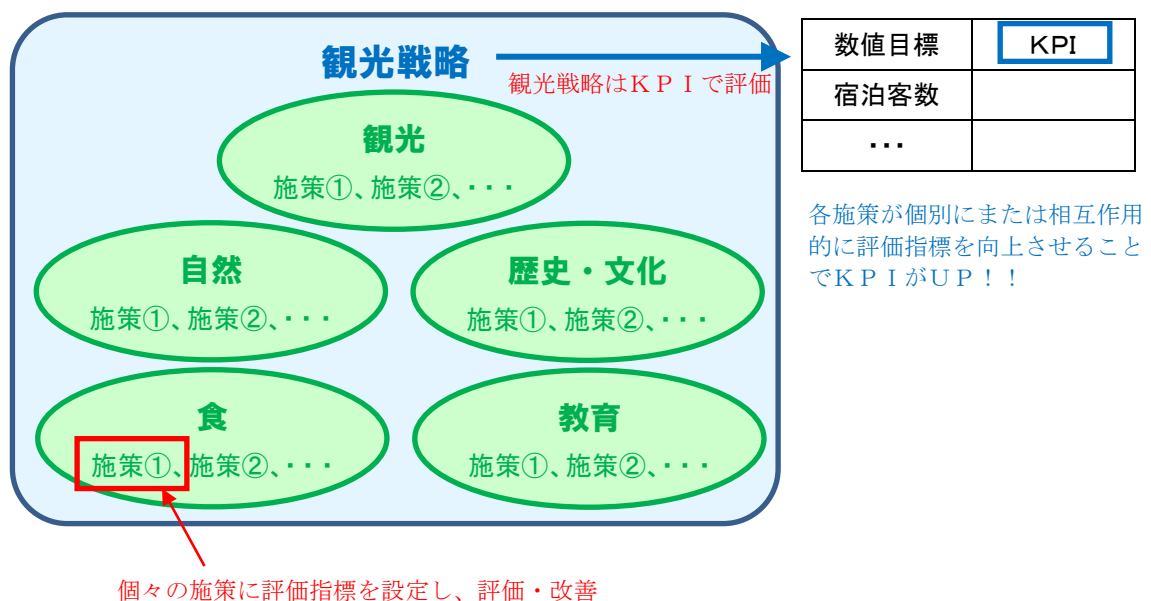 観光戦略
観光戦略はＫＰＩで評価
数値目標 KPI
宿泊客数
・・・
各施策が個別にまたは相互作用
的に評価指標を向上させること
でＫＰＩがＵＰ！！
観光
施策①、施策②、・・・
自然
施策①、施策②、・・・
歴史・文化
施策①、施策②、・・・
食
施策①、施策②、・・・
教育
施策①、施策②、・・・
個々の施策に評価指標を設定し、評価・改善